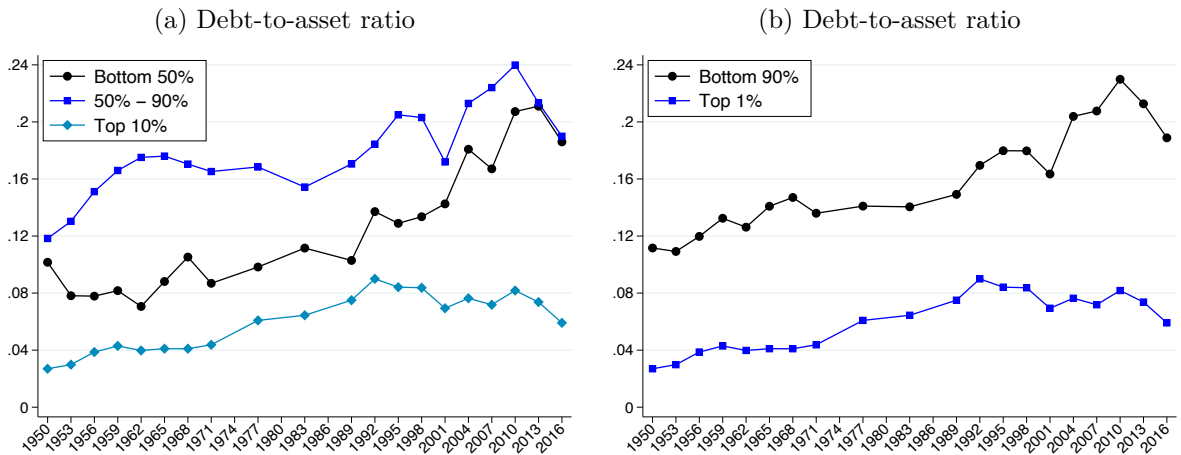 (a) Debt-to-asset ratio
.24
.2
.16
.12
.08
.04
0
Bottom 50%
50% – 90%
Top 10%
1950 1953 1956 1959 1962 1965 1968 1971 1974 1977 1980 1983 1986 1989 1992 1995 1998 2001 2004 2007 2010 2013 2016
(b) Debt-to-asset ratio
.24
.2
.16
.12
.08
.04
0
Bottom 90%
Top 1%
1950 1953 1956 1959 1962 1965 1968 1971 1974 1977 1980 1983 1986 1989 1992 1995 1998 2001 2004 2007 2010 2013 2016